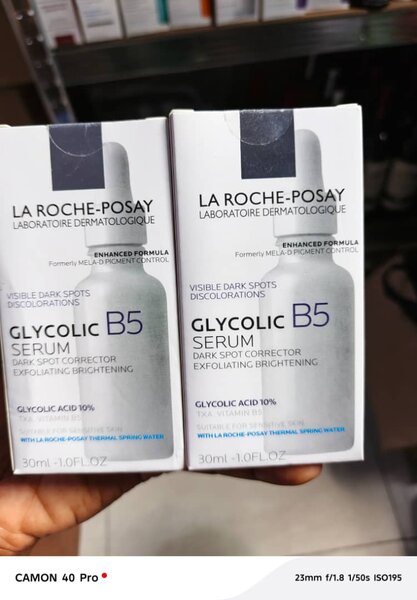 LA ROCHE-POSAY
LABORATOIRE DERMATOLOGIQUE
ENHANCED FORMULA
Formerly MELA-D PIGMENT CONTROL
VISIBLE DARK SPOTS
DISCOLORATIONS
GLYCOLIC B5
SERUM
DARK SPOT CORRECTOR
EXFOLIATING BRIGHTENING
GLYCOLIC ACID 10%
TXA. VITAMIN B5
SUITABLE FOR SENSITIVE SKIN
WITH LA ROCHE-POSAY THERMAL SPRING WATER
30ml -1.0FL.OZ
LA ROCHE-POSAY
LABORATOIRE DERMATOLOGIQUE
ENHANCED FORMULA
Formerly MELA-D PIGMENT CONTROL
VISIBLE DARK SPOTS
DISCOLORATIONS
GLYCOLIC B5
SERUM
DARK SPOT CORRECTOR
EXFOLIATING BRIGHTENING
GLYCOLIC ACID 10%
TXA. VITAMIN B5
SUITABLE FOR SENSITIVE SKIN
WITH LA ROCHE-POSAY THERMAL SPRING WATER
30ml -1.0FL.OZ
CAMON 40 Pro
23mm f/1.8 1/50s ISO195